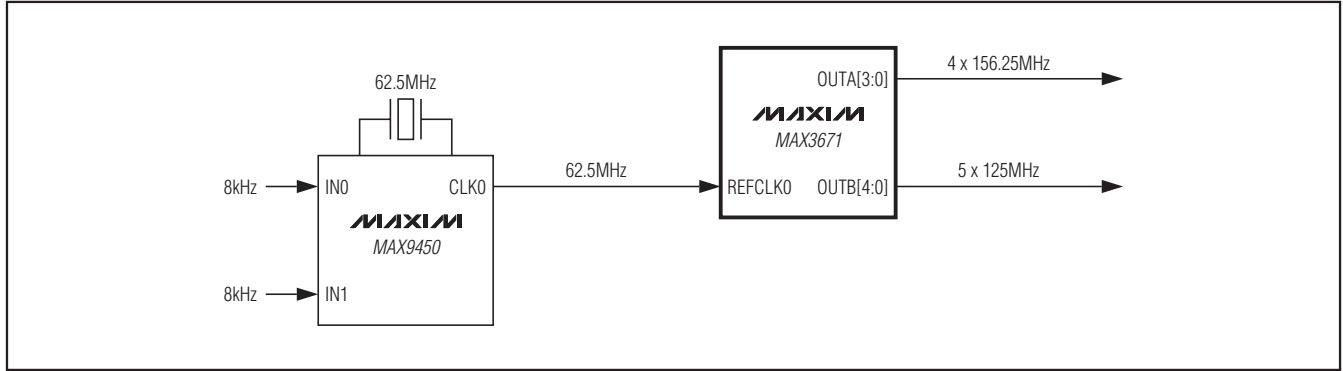 62.5MHz
8kHz
IN0
CLK0
MAXIM
MAX9450
8kHz
IN1
62.5MHz
OUTA[3:0]
4 x 156.25MHz
MAXIM
MAX3671
REFCLK0
OUTB[4:0]
5 x 125MHz